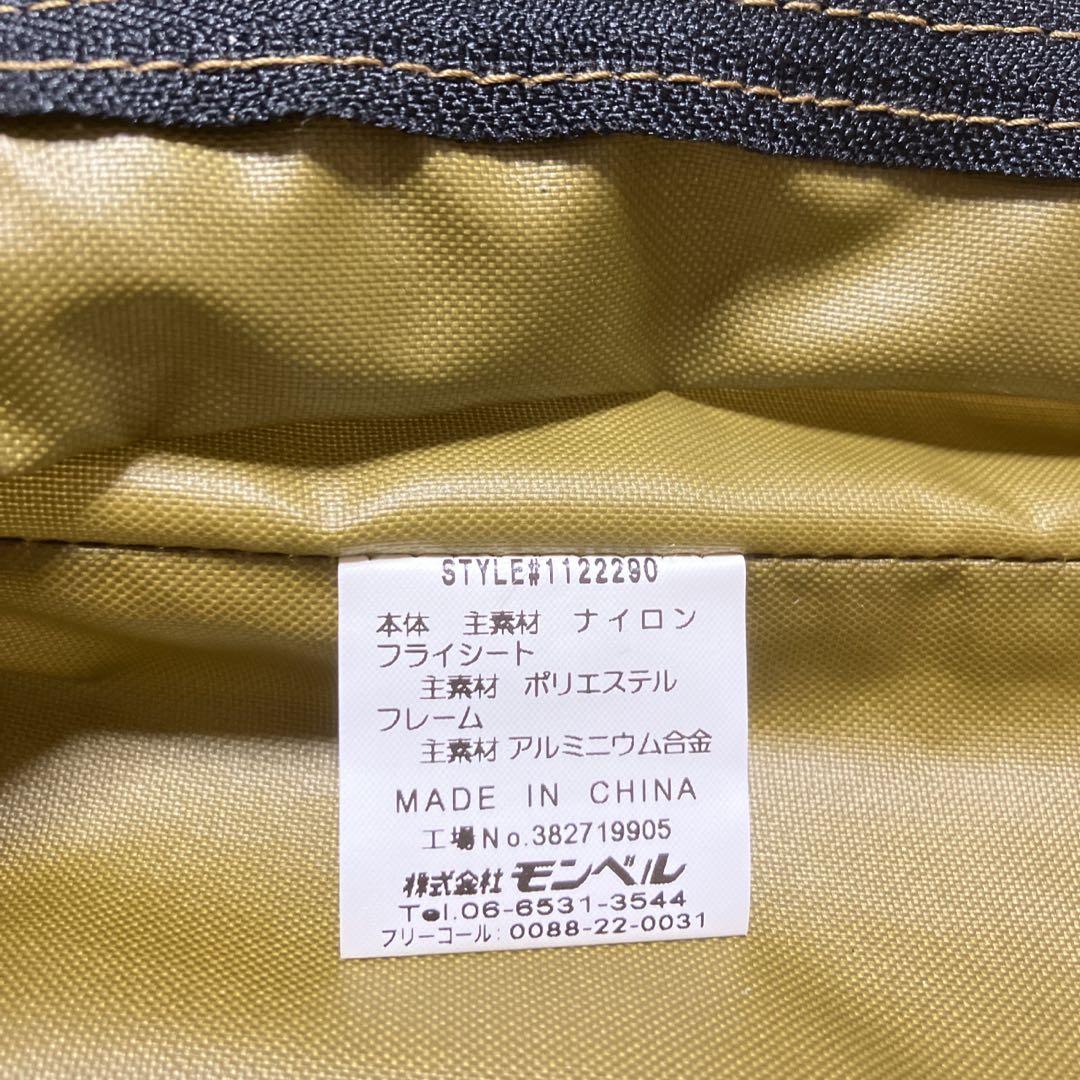 STYLE#1122290
本体 主素材 ナイロン
フライシート
主素材 ポリエステル
フレーム
主素材 アルミニウム合金
MADE IN CHINA
工場No.382719905
株式会社 モンベル
Tel.06-6531-3544
フリーコール: 0088-22-0031